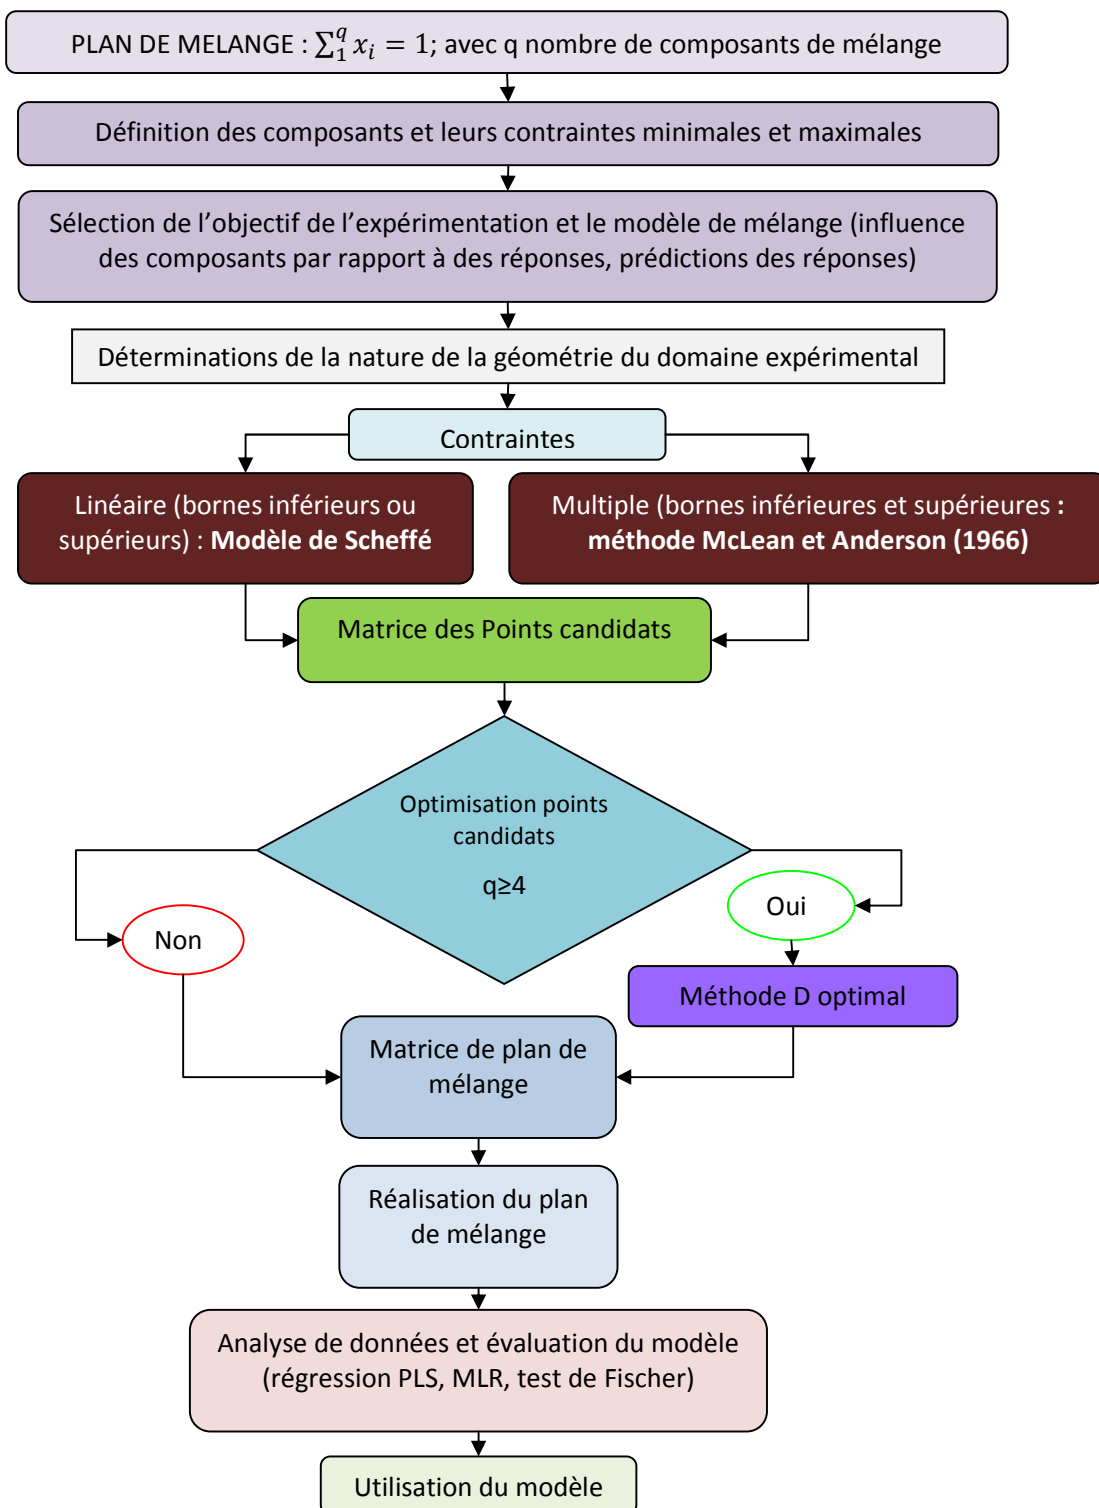 PLAN DE MELANGE : ∑₁^q xᵢ = 1; avec q nombre de composants de mélange
Définition des composants et leurs contraintes minimales et maximales
Sélection de l’objectif de l’expérimentation et le modèle de mélange (influence
des composants par rapport à des réponses, prédictions des réponses)
Déterminations de la nature de la géométrie du domaine expérimental
Contraintes
Linéaire (bornes inférieurs ou
supérieurs) : Modèle de Scheffé
Multiple (bornes inférieures et supérieures :
méthode McLean et Anderson (1966)
Matrice des Points candidats
Optimisation points
candidats
q≥4
Non
Oui
Méthode D optimal
Matrice de plan de
mélange
Réalisation du plan
de mélange
Analyse de données et évaluation du modèle
(régression PLS, MLR, test de Fischer)
Utilisation du modèle